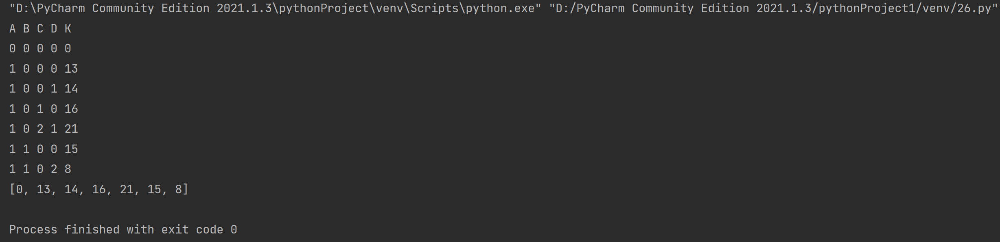 "D:\PyCharm Community Edition 2021.1.3\pythonProject\venv\Scripts\python.exe" "D:/PyCharm Community Edition 2021.1.3/pythonProject1/venv/26.py"
A B C D K
0 0 0 0 0
1 0 0 0 13
1 0 0 1 14
1 0 1 0 16
1 0 2 1 21
1 1 0 0 15
1 1 0 2 8
[0, 13, 14, 16, 21, 15, 8]
Process finished with exit code 0